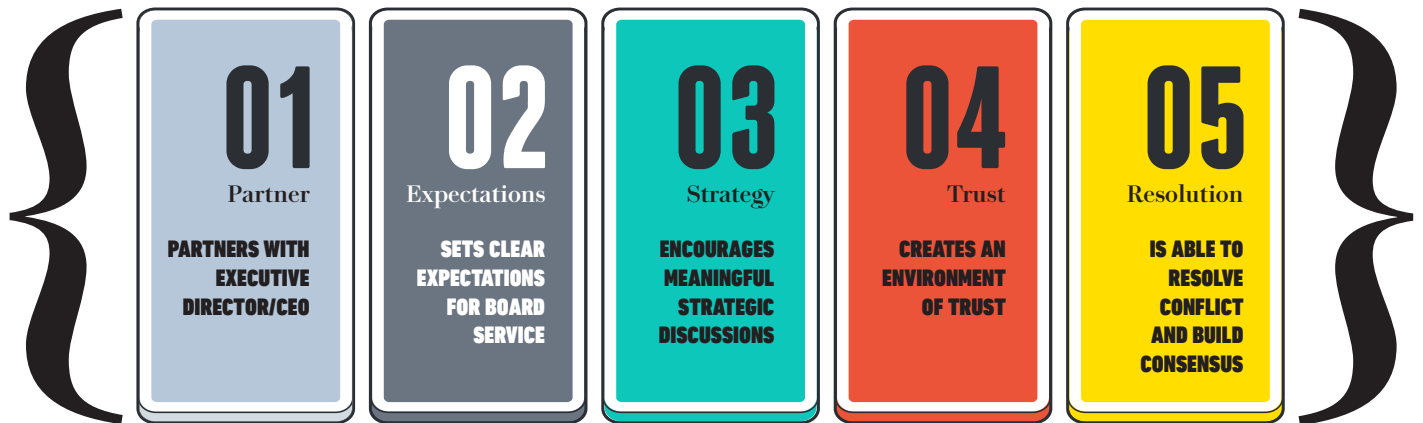 01
Partner
PARTNERS WITH
EXECUTIVE
DIRECTOR/CEO
02
Expectations
SETS CLEAR
EXPECTATIONS
FOR BOARD
SERVICE
03
Strategy
ENCOURAGES
MEANINGFUL
STRATEGIC
DISCUSSIONS
04
Trust
CREATES AN
ENVIRONMENT
OF TRUST
05
Resolution
IS ABLE TO
RESOLVE
CONFLICT
AND BUILD
CONSENSUS